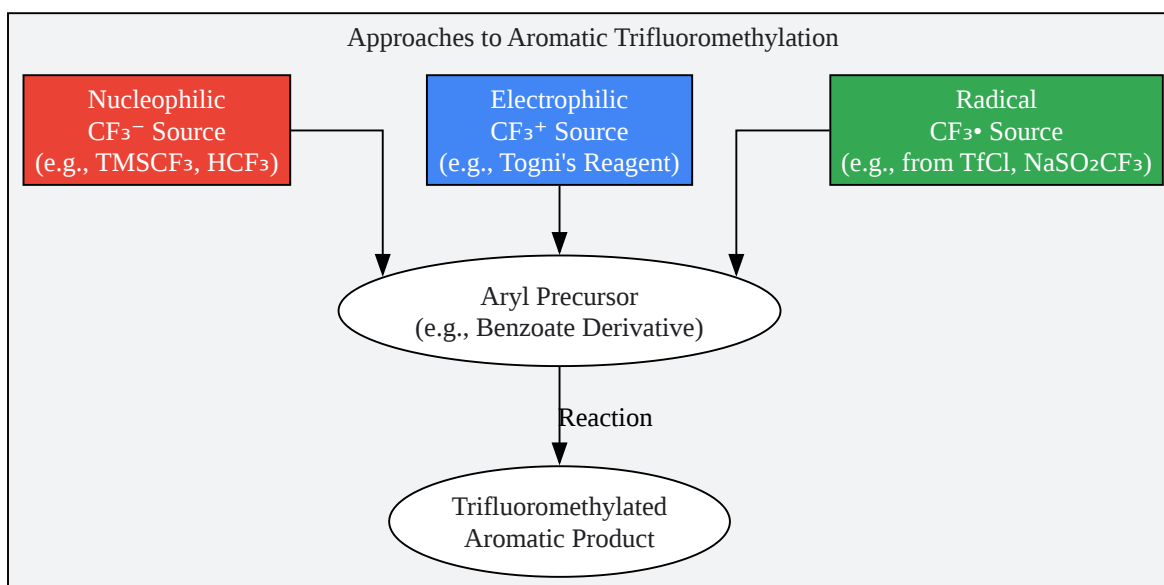 Approaches to Aromatic Trifluoromethylation
Nucleophilic
CF₃⁻ Source
(e.g., TMSCF₃, HCF₃)
Electrophilic
CF₃⁺ Source
(e.g., Togni's Reagent)
Radical
CF₃• Source
(e.g., from TfCl, NaSO₂CF₃)
Aryl Precursor
(e.g., Benzoate Derivative)
Reaction
Trifluoromethylated
Aromatic Product